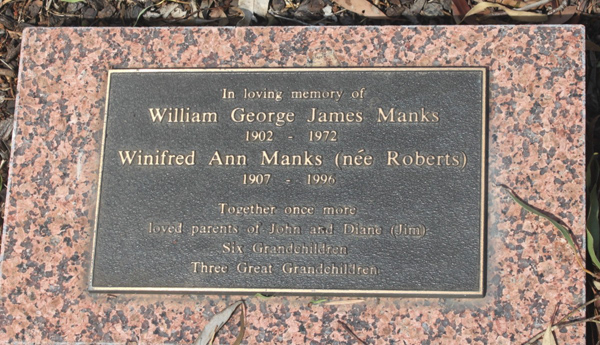 In loving memory of
William George James Manks
1902 - 1972
Winifred Ann Manks (née Roberts)
1907 - 1996
Together once more
loved parents of John and Diane (Jim)
Six Grandchildren
Three Great Grandchildren